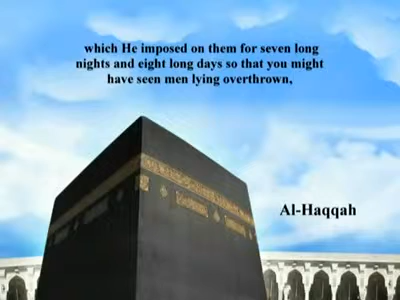 which He imposed on them for seven long
nights and eight long days so that you might
have seen men lying overthrown,
Al-Haqqah